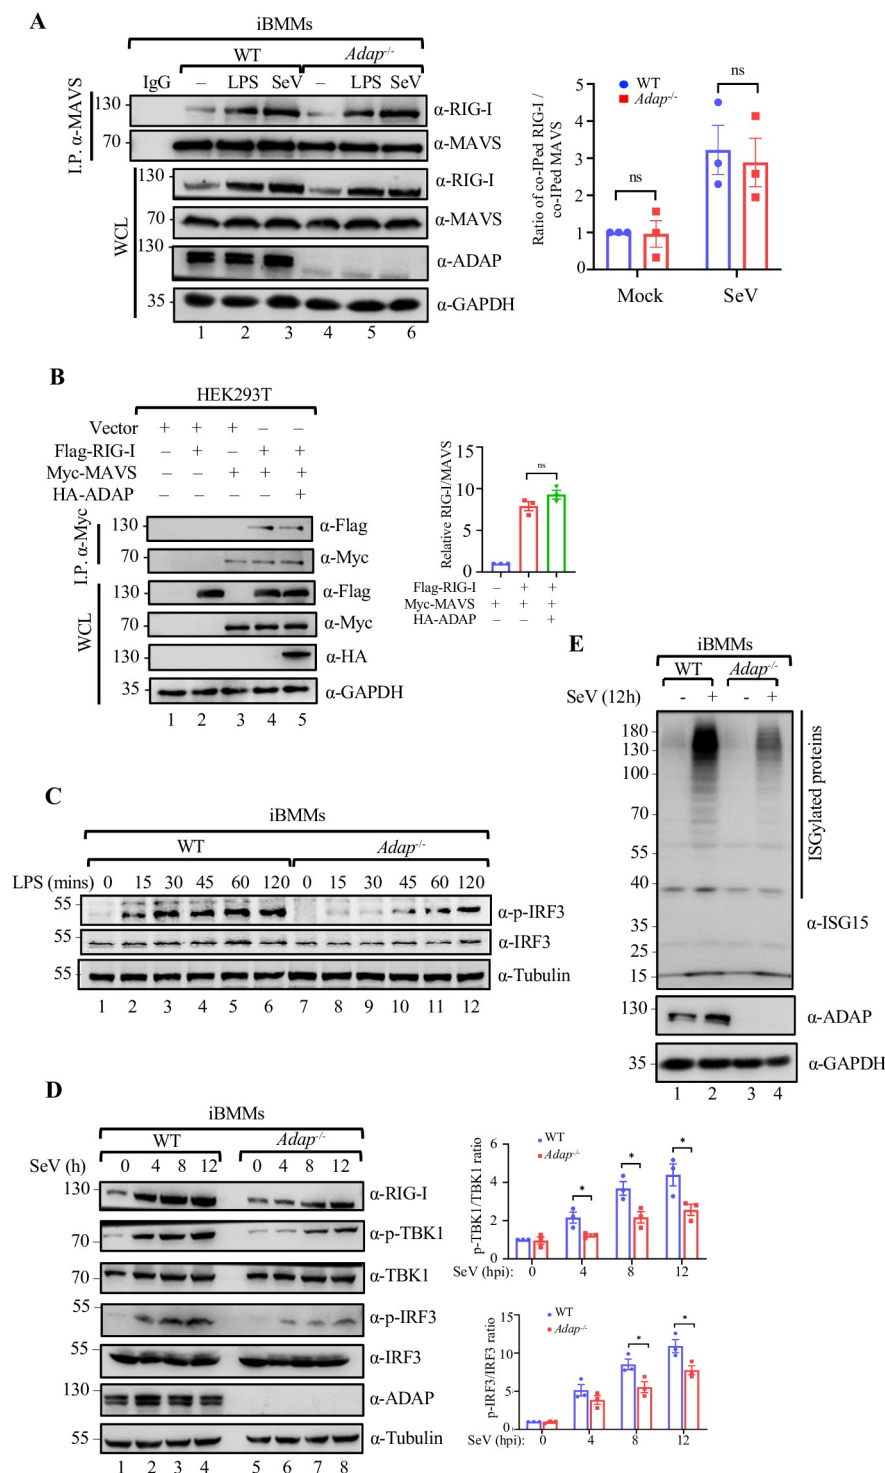 A
iBMMs
WT Adap-/-
IgG – LPS SeV – LPS SeV
I.P. α-MAVS
130 α-RIG-I
70 α-MAVS
WCL
130 α-RIG-I
70 α-MAVS
130 α-ADAP
35 α-GAPDH
1 2 3 4 5 6
Ratio of co-IPed RIG-I /
co-IPed MAVS
5
4
3
2
1
0
WT
Adap-/-
ns
ns
Mock SeV
B
HEK293T
Vector + + + – –
Flag-RIG-I – + – + +
Myc-MAVS – – + + +
HA-ADAP – – – – +
I.P. α-Myc
130 α-Flag
70 α-Myc
WCL
130 α-Flag
70 α-Myc
130 α-HA
35 α-GAPDH
1 2 3 4 5
Relative RIG-I/MAVS
15
10
5
0
ns
Flag-RIG-I – + +
Myc-MAVS + + +
HA-ADAP – – +
C
iBMMs
WT Adap-/-
LPS (mins) 0 15 30 45 60 120 0 15 30 45 60 120
55 α-p-IRF3
55 α-IRF3
55 α-Tubulin
1 2 3 4 5 6 7 8 9 10 11 12
E
iBMMs
WT Adap-/-
SeV (12h) - + - +
180
130
100
70
55
40
35
25
15
ISGylated proteins
α-ISG15
130 α-ADAP
35 α-GAPDH
1 2 3 4
D
iBMMs
WT Adap-/-
SeV (h) 0 4 8 12 0 4 8 12
130 α-RIG-I
70 α-p-TBK1
70 α-TBK1
55 α-p-IRF3
55 α-IRF3
130 α-ADAP
55 α-Tubulin
1 2 3 4 5 6 7 8
p-TBK1/TBK1 ratio
6
4
2
0
WT
Adap-/-
* * *
SeV (hpi): 0 4 8 12
p-IRF3/IRF3 ratio
15
10
5
0
WT
Adap-/-
* *
SeV (hpi): 0 4 8 12